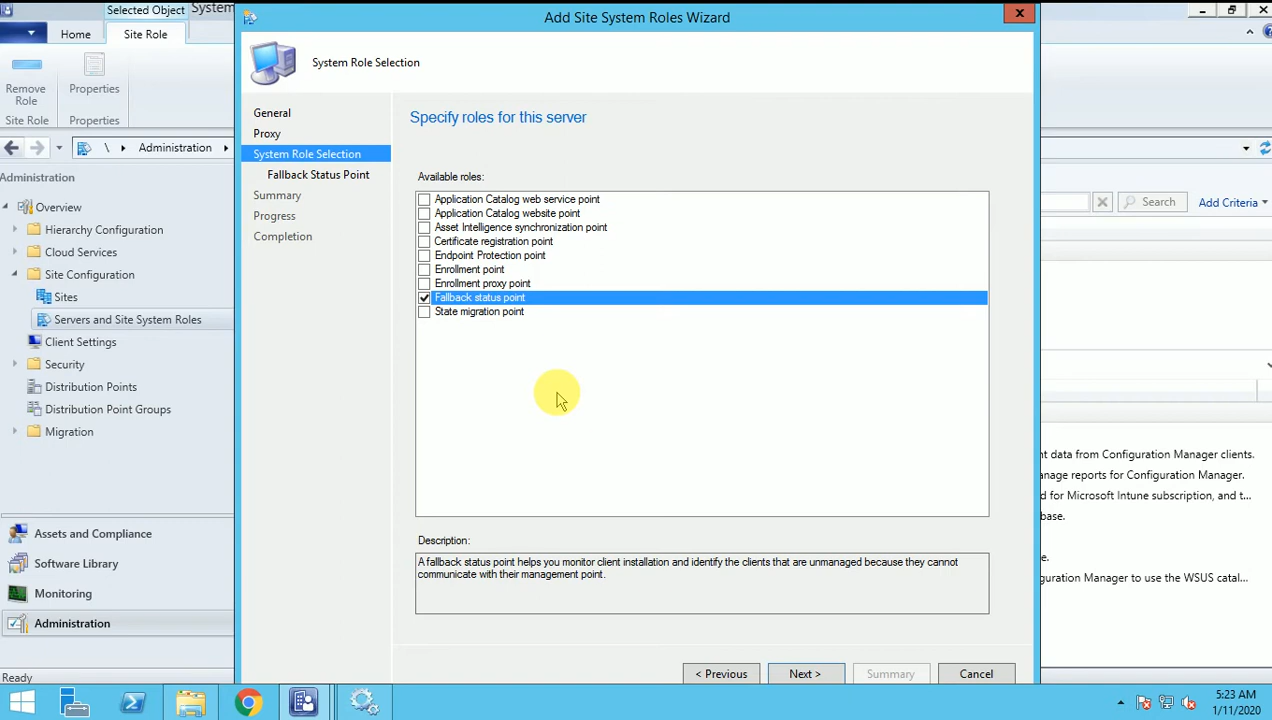 Selected Object
System
Add Site System Roles Wizard
Home
Site Role
Remove
Role
Properties
Site Role
Properties
System Role Selection
\
Administration
Administration
Overview
Hierarchy Configuration
Cloud Services
Site Configuration
Sites
Servers and Site System Roles
Client Settings
Security
Distribution Points
Distribution Point Groups
Migration
Assets and Compliance
Software Library
Monitoring
Administration
Ready
General
Proxy
System Role Selection
Fallback Status Point
Summary
Progress
Completion
Specify roles for this server
Available roles:
Application Catalog web service point
Application Catalog website point
Asset Intelligence synchronization point
Certificate registration point
Endpoint Protection point
Enrollment point
Enrollment proxy point
Fallback status point
State migration point
Description:
A fallback status point helps you monitor client installation and identify the clients that are unmanaged because they cannot
communicate with their management point.
< Previous
Next >
Summary
Cancel
Search
Add Criteria
nt data from Configuration Manager clients.
anage reports for Configuration Manager.
d for Microsoft Intune subscription, and t...
base.
e.
guration Manager to use the WSUS catal...
5:23 AM
1/11/2020